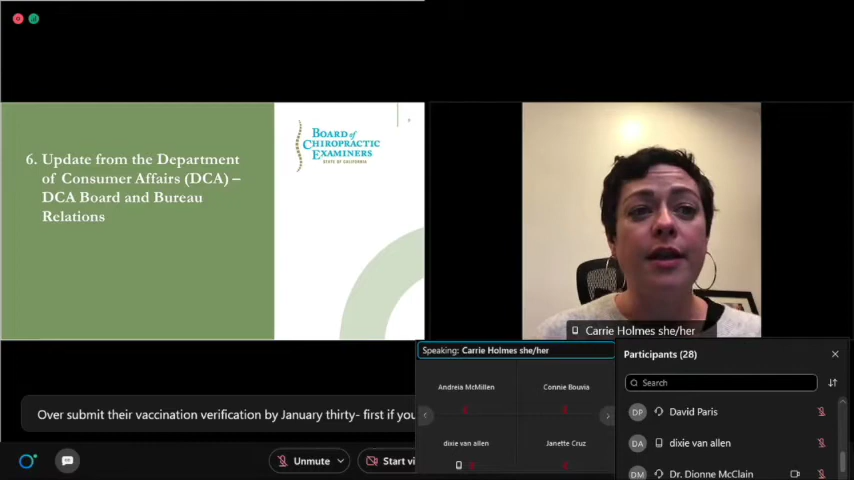 6. Update from the Department
of Consumer Affairs (DCA) –
DCA Board and Bureau
Relations
BOARD of
CHIROPRACTIC
EXAMINERS
STATE OF CALIFORNIA
Carrie Holmes she/her
Speaking: Carrie Holmes she/her
Andreia McMillen
Connie Bouvia
dixie van allen
Janette Cruz
Participants (28)
Search
DP David Paris
DA dixie van allen
DM Dr. Dionne McClain
Over submit their vaccination verification by January thirty- first if you
Unmute
Start vi